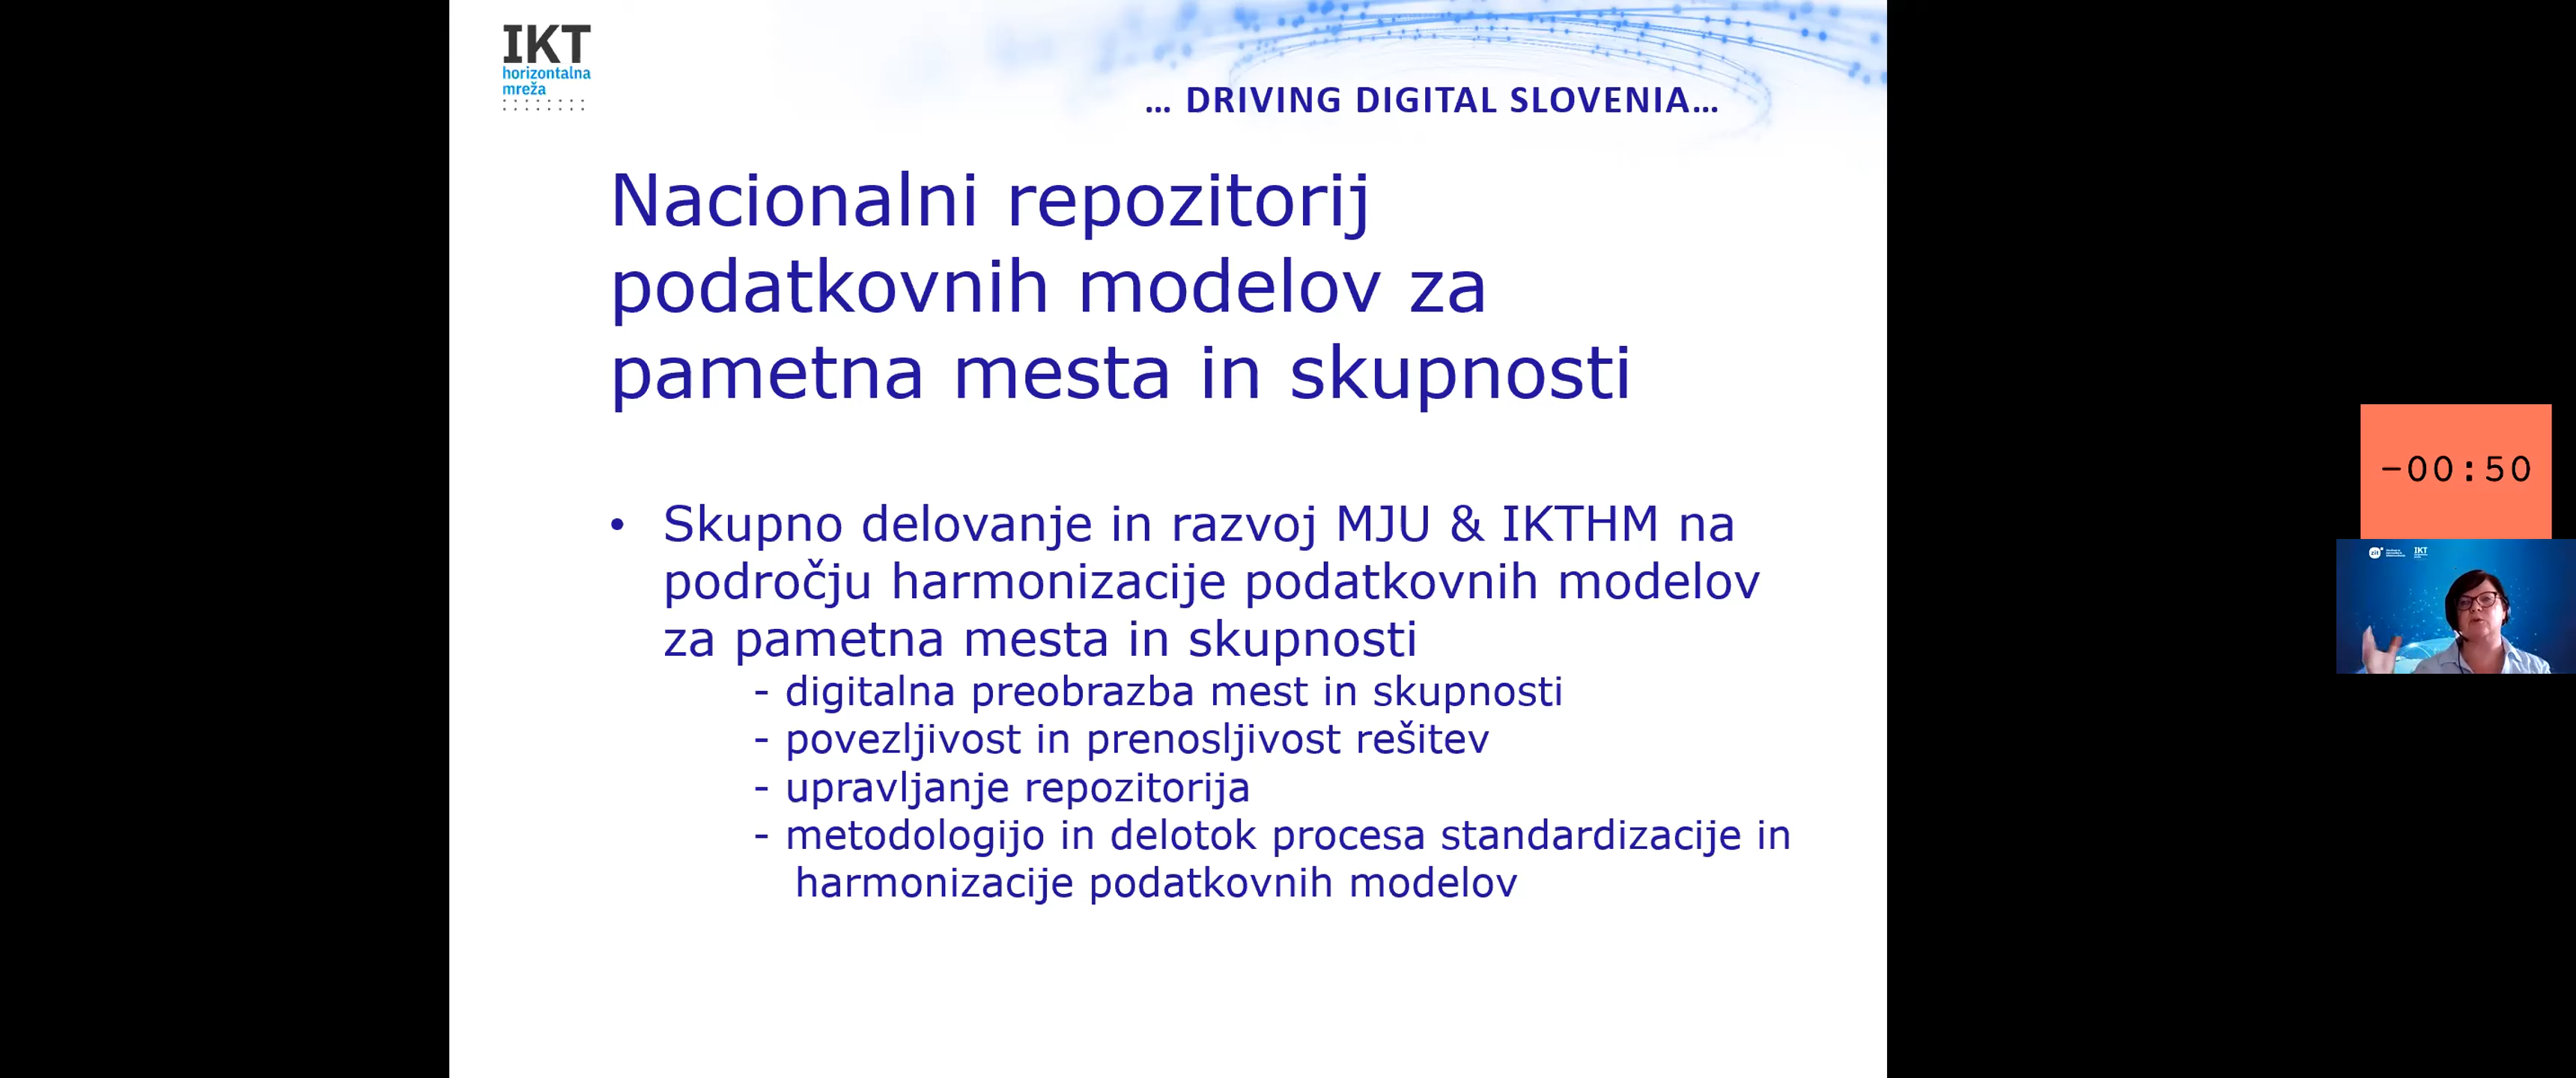 IKT
horizontalna
mreža
... DRIVING DIGITAL SLOVENIA...
Nacionalni repozitorij
podatkovnih modelov za
pametna mesta in skupnosti
• Skupno delovanje in razvoj MJU & IKTHM na
področju harmonizacije podatkovnih modelov
za pametna mesta in skupnosti
- digitalna preobrazba mest in skupnosti
- povezljivost in prenosljivost rešitev
- upravljanje repozitorija
- metodologijo in delotok procesa standardizacije in
harmonizacije podatkovnih modelov
-00:50
zit
IKT